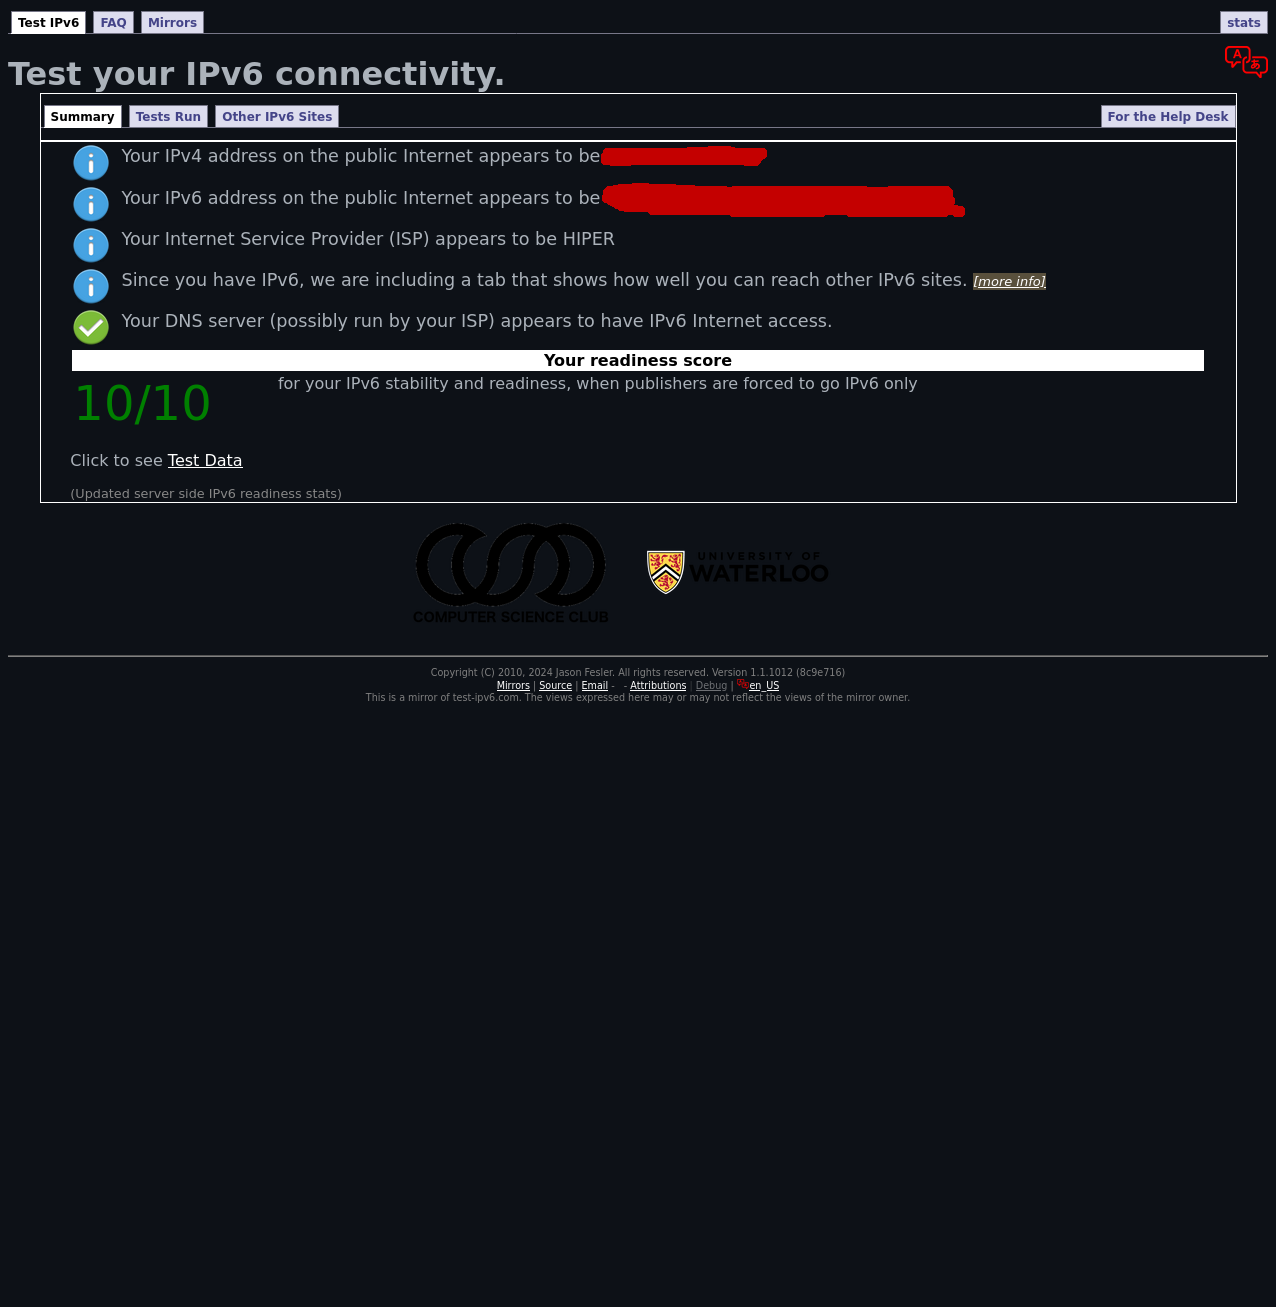 Test IPv6 FAQ Mirrors stats
Test your IPv6 connectivity.
Summary Tests Run Other IPv6 Sites For the Help Desk
Your IPv4 address on the public Internet appears to be
Your IPv6 address on the public Internet appears to be
Your Internet Service Provider (ISP) appears to be HIPER
Since you have IPv6, we are including a tab that shows how well you can reach other IPv6 sites. [more info]
Your DNS server (possibly run by your ISP) appears to have IPv6 Internet access.
Your readiness score
10/10 for your IPv6 stability and readiness, when publishers are forced to go IPv6 only
Click to see Test Data
(Updated server side IPv6 readiness stats)
COMPUTER SCIENCE CLUB
UNIVERSITY OF
WATERLOO
Copyright (C) 2010, 2024 Jason Fesler. All rights reserved. Version 1.1.1012 (8c9e716)
Mirrors | Source | Email - - Attributions | Debug | en_US
This is a mirror of test-ipv6.com. The views expressed here may or may not reflect the views of the mirror owner.